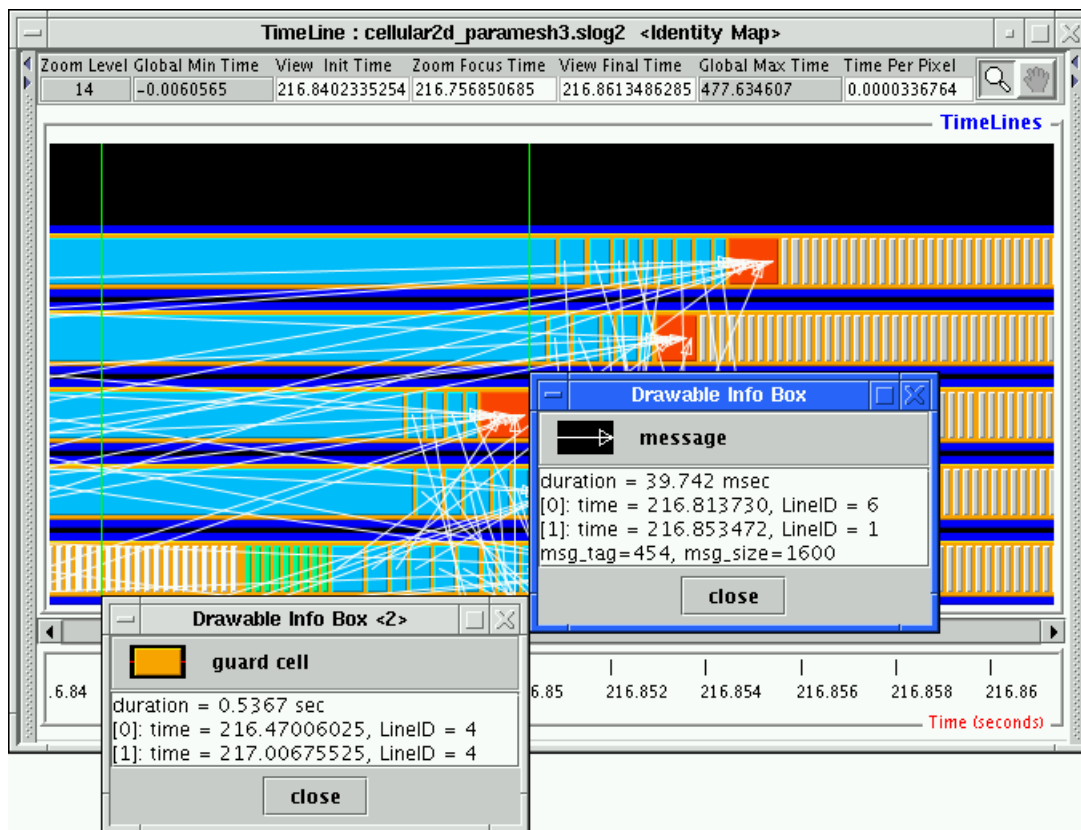 TimeLine : cellular2d_paramesh3.slog2 <Identity Map>
Zoom Level Global Min Time View Init Time Zoom Focus Time View Final Time Global Max Time Time Per Pixel
14 -0.0060565 216.8402335254 216.756850685 216.8613486285 477.634607 0.0000336764
TimeLines
Drawable Info Box
message
duration = 39.742 msec
[0]: time = 216.813730, LineID = 6
[1]: time = 216.853472, LineID = 1
msg_tag=454, msg_size=1600
close
Drawable Info Box <2>
guard cell
duration = 0.5367 sec
[0]: time = 216.47006025, LineID = 4
[1]: time = 217.00675525, LineID = 4
close
.6.84 6.85 216.852 216.854 216.856 216.858 216.86
Time (seconds)